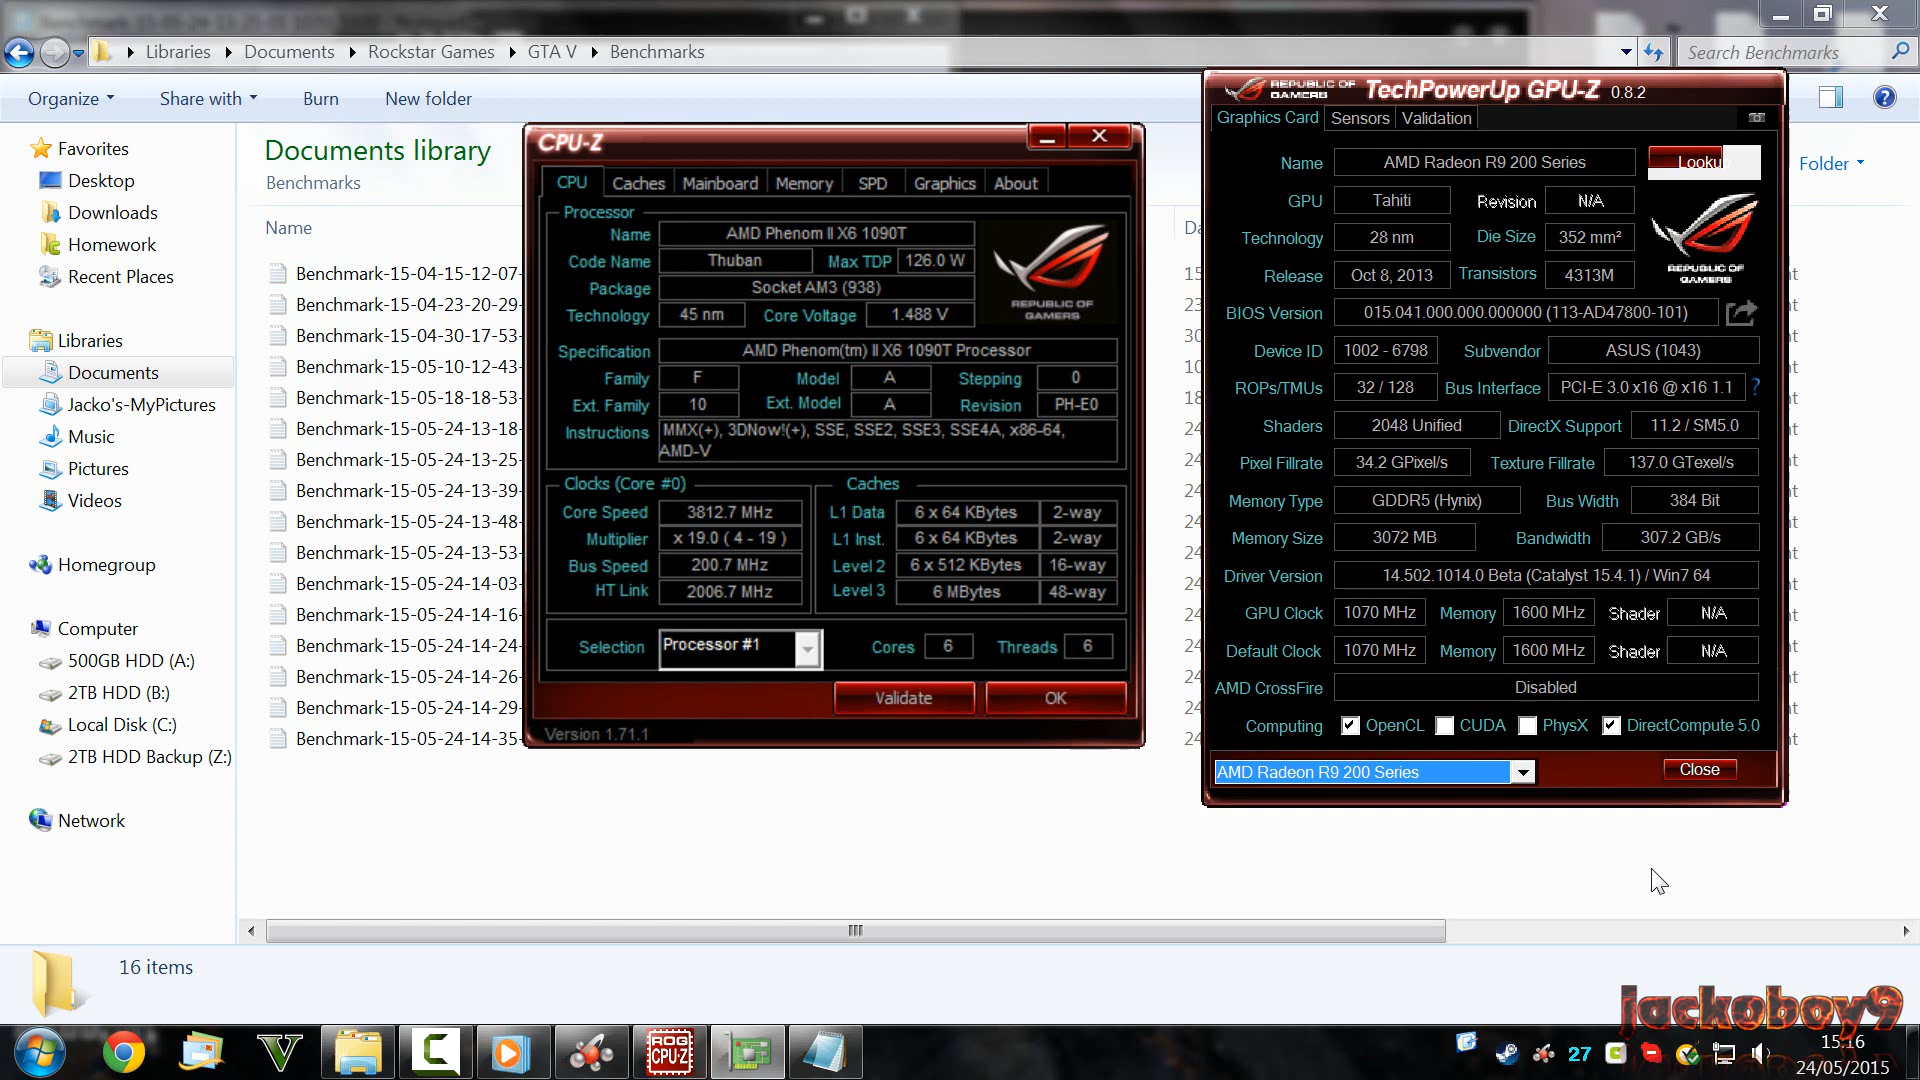 Libraries
Documents
Rockstar Games
GTA V
Benchmarks
Search Benchmarks
Organize
Share with
Burn
New folder
Favorites
Desktop
Downloads
Homework
Recent Places
Libraries
Documents
Jacko's-MyPictures
Music
Pictures
Videos
Homegroup
Computer
500GB HDD (A:)
2TB HDD (B:)
Local Disk (C:)
2TB HDD Backup (Z:)
Network
Documents library
Benchmarks
Folder
Name
Benchmark-15-04-15-12-07-
Benchmark-15-04-23-20-29-
Benchmark-15-04-30-17-53-
Benchmark-15-05-10-12-43-
Benchmark-15-05-18-18-53-
Benchmark-15-05-24-13-18-
Benchmark-15-05-24-13-25-
Benchmark-15-05-24-13-39-
Benchmark-15-05-24-13-48-
Benchmark-15-05-24-13-53-
Benchmark-15-05-24-14-03-
Benchmark-15-05-24-14-16-
Benchmark-15-05-24-14-24-
Benchmark-15-05-24-14-26-
Benchmark-15-05-24-14-29-
Benchmark-15-05-24-14-35-
CPU-Z
CPU Caches Mainboard Memory SPD Graphics About
Processor
Name AMD Phenom II X6 1090T
Code Name Thuban Max TDP 126.0 W
Package Socket AM3 (938)
Technology 45 nm Core Voltage 1.488 V
REPUBLIC OF
GAMERS
Specification AMD Phenom(tm) II X6 1090T Processor
Family F Model A Stepping 0
Ext. Family 10 Ext. Model A Revision PH-E0
Instructions MMX(+), 3DNow!(+), SSE, SSE2, SSE3, SSE4A, x86-64,
AMD-V
Clocks (Core #0)
Core Speed 3812.7 MHz
Multiplier x 19.0 ( 4 - 19 )
Bus Speed 200.7 MHz
HT Link 2006.7 MHz
Caches
L1 Data 6 x 64 KBytes 2-way
L1 Inst. 6 x 64 KBytes 2-way
Level 2 6 x 512 KBytes 16-way
Level 3 6 MBytes 48-way
Selection Processor #1 Cores 6 Threads 6
Validate OK
Version 1.71.1
REPUBLIC OF
GAMERS
TechPowerUp GPU-Z 0.8.2
Graphics Card Sensors Validation
Name AMD Radeon R9 200 Series Lookup
GPU Tahiti Revision N/A
Technology 28 nm Die Size 352 mm²
Release Oct 8, 2013 Transistors 4313M
REPUBLIC OF
GAMERS
BIOS Version 015.041.000.000.000000 (113-AD47800-101)
Device ID 1002 - 6798 Subvendor ASUS (1043)
ROPs/TMUs 32 / 128 Bus Interface PCI-E 3.0 x16 @ x16 1.1 ?
Shaders 2048 Unified DirectX Support 11.2 / SM5.0
Pixel Fillrate 34.2 GPixel/s Texture Fillrate 137.0 GTexel/s
Memory Type GDDR5 (Hynix) Bus Width 384 Bit
Memory Size 3072 MB Bandwidth 307.2 GB/s
Driver Version 14.502.1014.0 Beta (Catalyst 15.4.1) / Win7 64
GPU Clock 1070 MHz Memory 1600 MHz Shader N/A
Default Clock 1070 MHz Memory 1600 MHz Shader N/A
AMD CrossFire Disabled
Computing OpenCL CUDA PhysX DirectCompute 5.0
AMD Radeon R9 200 Series Close
16 items
jackoboy9
ROG
CPU-Z
27
15:16
24/05/2015